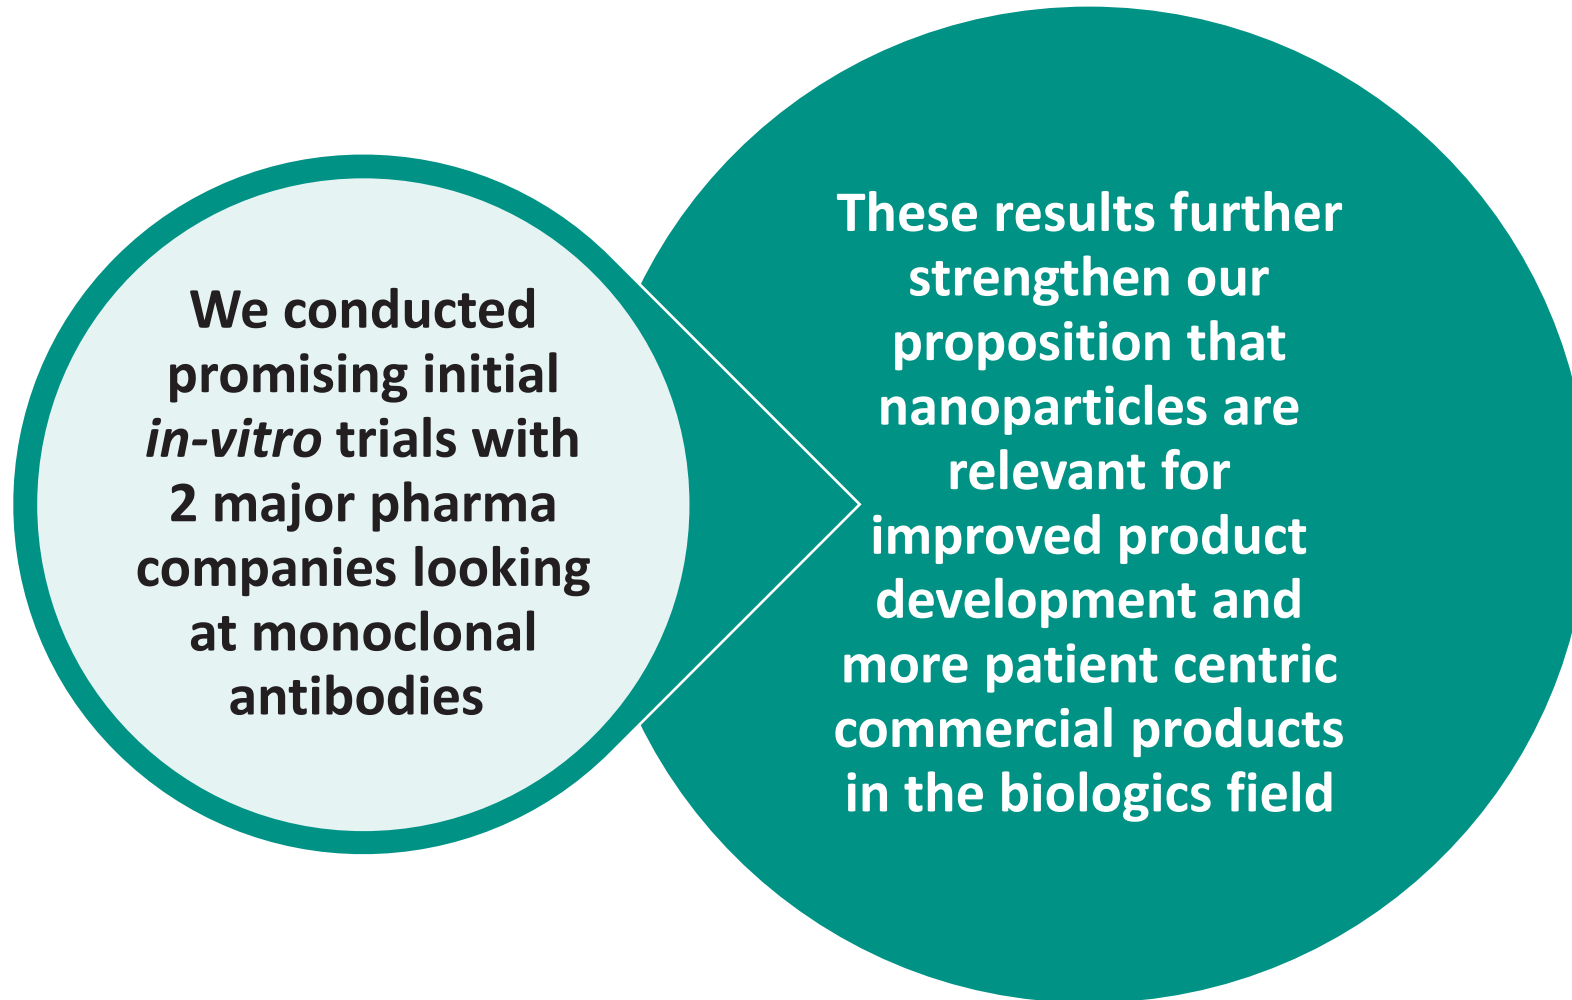 We conducted
promising initial
in-vitro trials with
2 major pharma
companies looking
at monoclonal
antibodies
These results further
strengthen our
proposition that
nanoparticles are
relevant for
improved product
development and
more patient centric
commercial products
in the biologics field